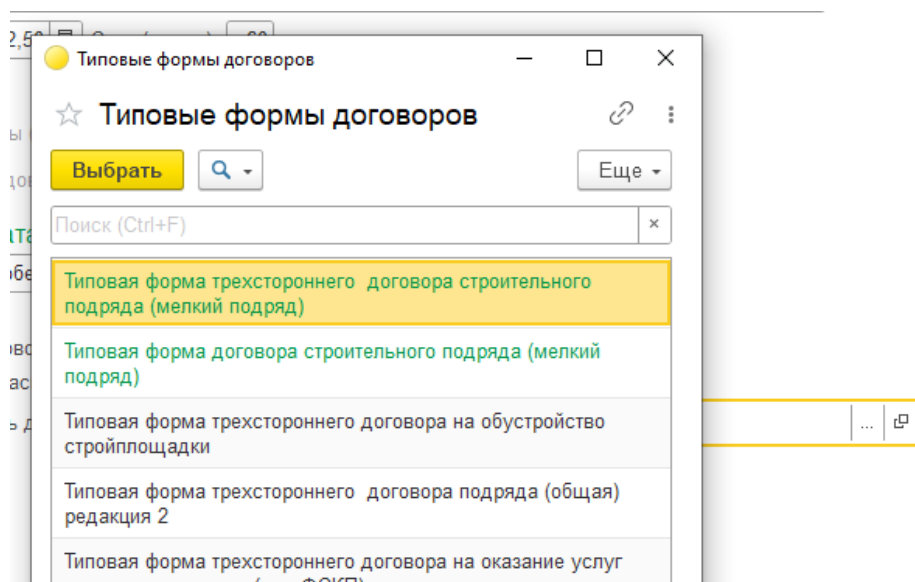 Типовые формы договоров
Типовые формы договоров
Выбрать
Еще
Поиск (Ctrl+F)
Типовая форма трехстороннего договора строительного
подряда (мелкий подряд)
Типовая форма договора строительного подряда (мелкий
подряд)
Типовая форма трехстороннего договора на обустройство
стройплощадки
Типовая форма трехстороннего договора подряда (общая)
редакция 2
Типовая форма трехстороннего договора на оказание услуг
...